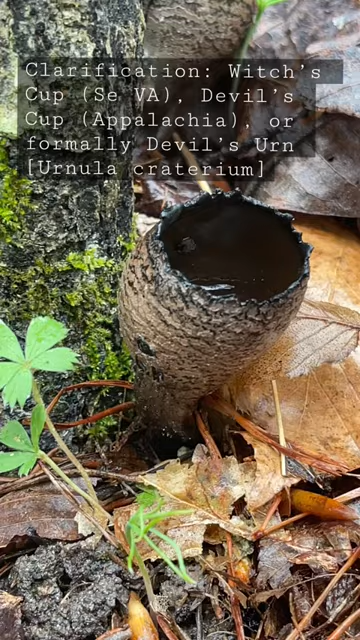 Clarification: Witch's
Cup (Se VA), Devil's
Cup (Appalachia), or
formally Devil's Urn
[Urnula craterium]